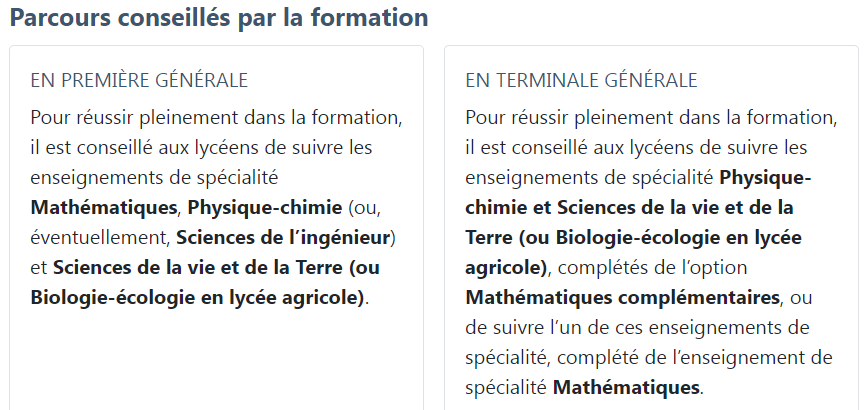 Parcours conseillés par la formation
EN PREMIÈRE GÉNÉRALE
Pour réussir pleinement dans la formation,
il est conseillé aux lycéens de suivre les
enseignements de spécialité
Mathématiques, Physique-chimie (ou,
éventuellement, Sciences de l’ingénieur)
et Sciences de la vie et de la Terre (ou
Biologie-écologie en lycée agricole).
EN TERMINALE GÉNÉRALE
Pour réussir pleinement dans la formation,
il est conseillé aux lycéens de suivre les
enseignements de spécialité Physique-
chimie et Sciences de la vie et de la
Terre (ou Biologie-écologie en lycée
agricole), complétés de l’option
Mathématiques complémentaires, ou
de suivre l’un de ces enseignements de
spécialité, complété de l’enseignement de
spécialité Mathématiques.